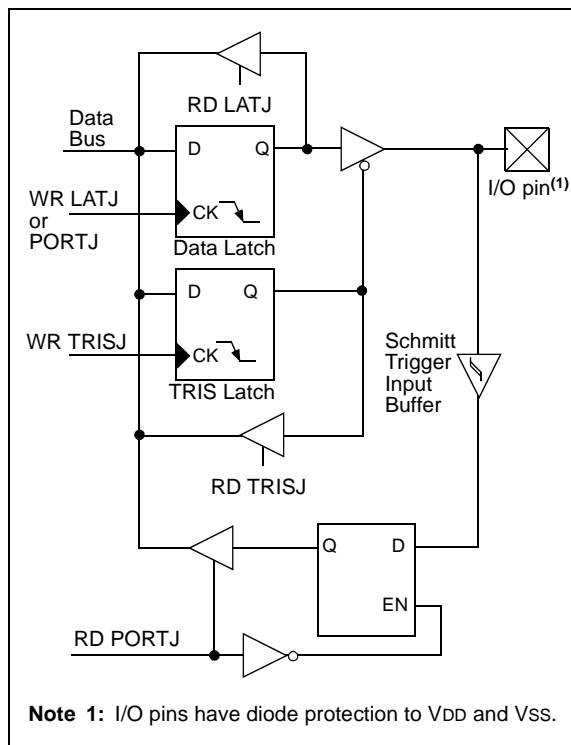 RD LATJ
Data
Bus
D
Q
I/O pin(1)
WR LATJ
or
PORTJ
CK
Data Latch
D
Q
WR TRISJ
CK
TRIS Latch
Schmitt
Trigger
Input
Buffer
RD TRISJ
Q
D
EN
RD PORTJ
Note 1: I/O pins have diode protection to VDD and VSS.